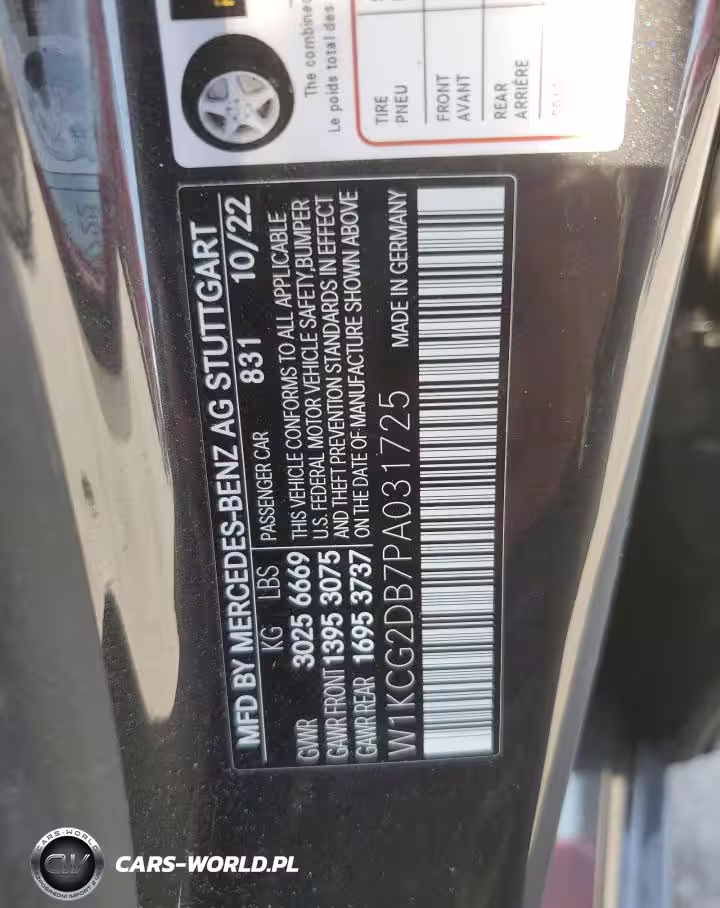 The combined
Le poids total des
TIRE
PNEU
FRONT
AVANT
REAR
ARRIÈRE
MFD BY MERCEDES-BENZ AG STUTTGART
KG LBS PASSENGER CAR 831 10/22
GVWR 3025 6669 THIS VEHICLE CONFORMS TO ALL APPLICABLE
U.S. FEDERAL MOTOR VEHICLE SAFETY,BUMPER
GAWR FRONT 1395 3075 AND THEFT PREVENTION STANDARDS IN EFFECT
GAWR REAR 1695 3737 ON THE DATE OF MANUFACTURE SHOWN ABOVE
W1KCG2DB7PA031725 MADE IN GERMANY
CARS-WORLD
CW
CARS-WORLD.PL